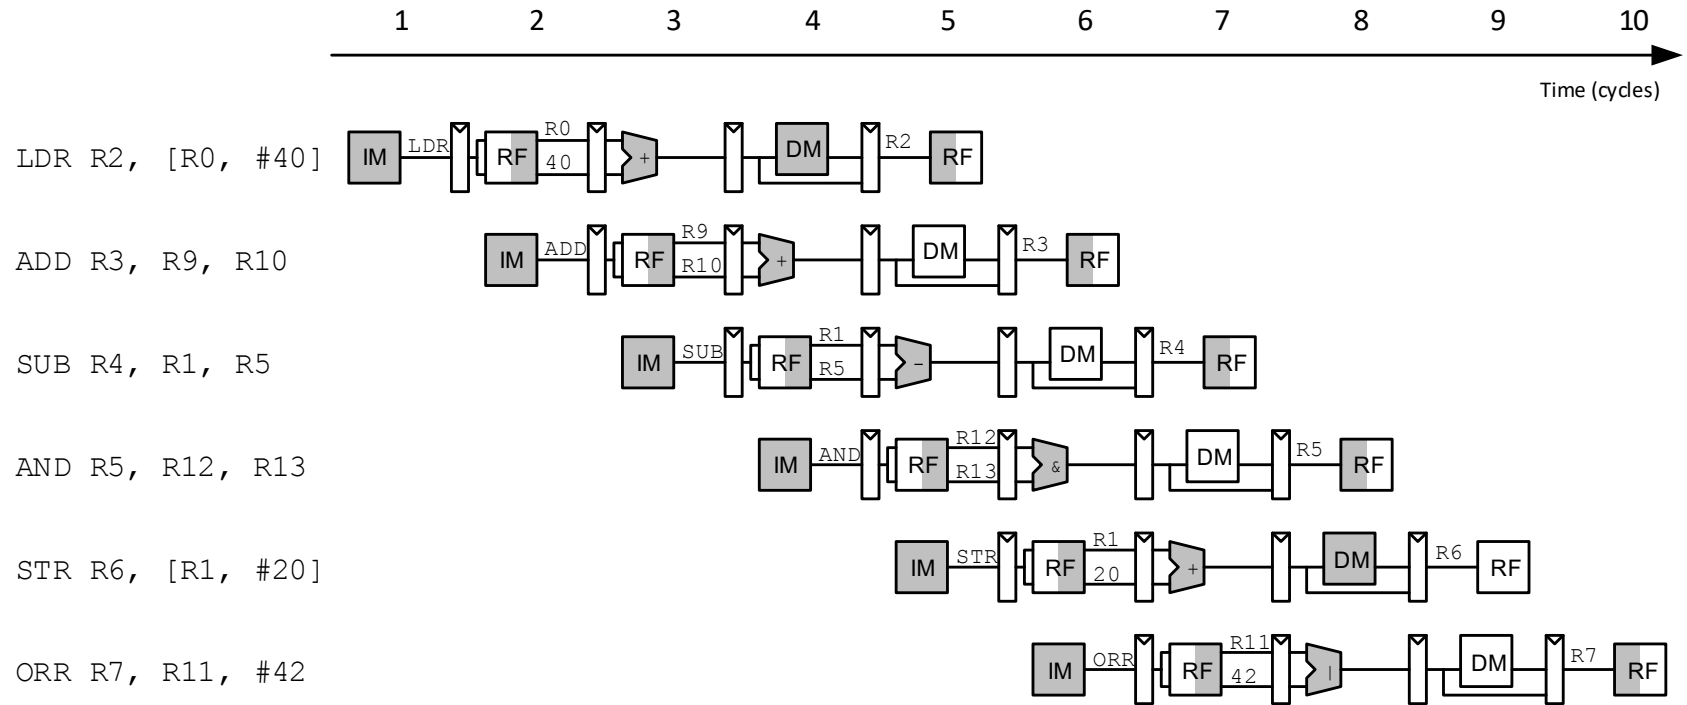 1 2 3 4 5 6 7 8 9 10
Time (cycles)
LDR R2, [R0, #40] IM LDR RF R0 40 + DM R2 RF
ADD R3, R9, R10 IM ADD RF R9 R10 + DM R3 RF
SUB R4, R1, R5 IM SUB RF R1 R5 - DM R4 RF
AND R5, R12, R13 IM AND RF R12 R13 & DM R5 RF
STR R6, [R1, #20] IM STR RF R1 20 + DM R6 RF
ORR R7, R11, #42 IM ORR RF R11 42 | DM R7 RF